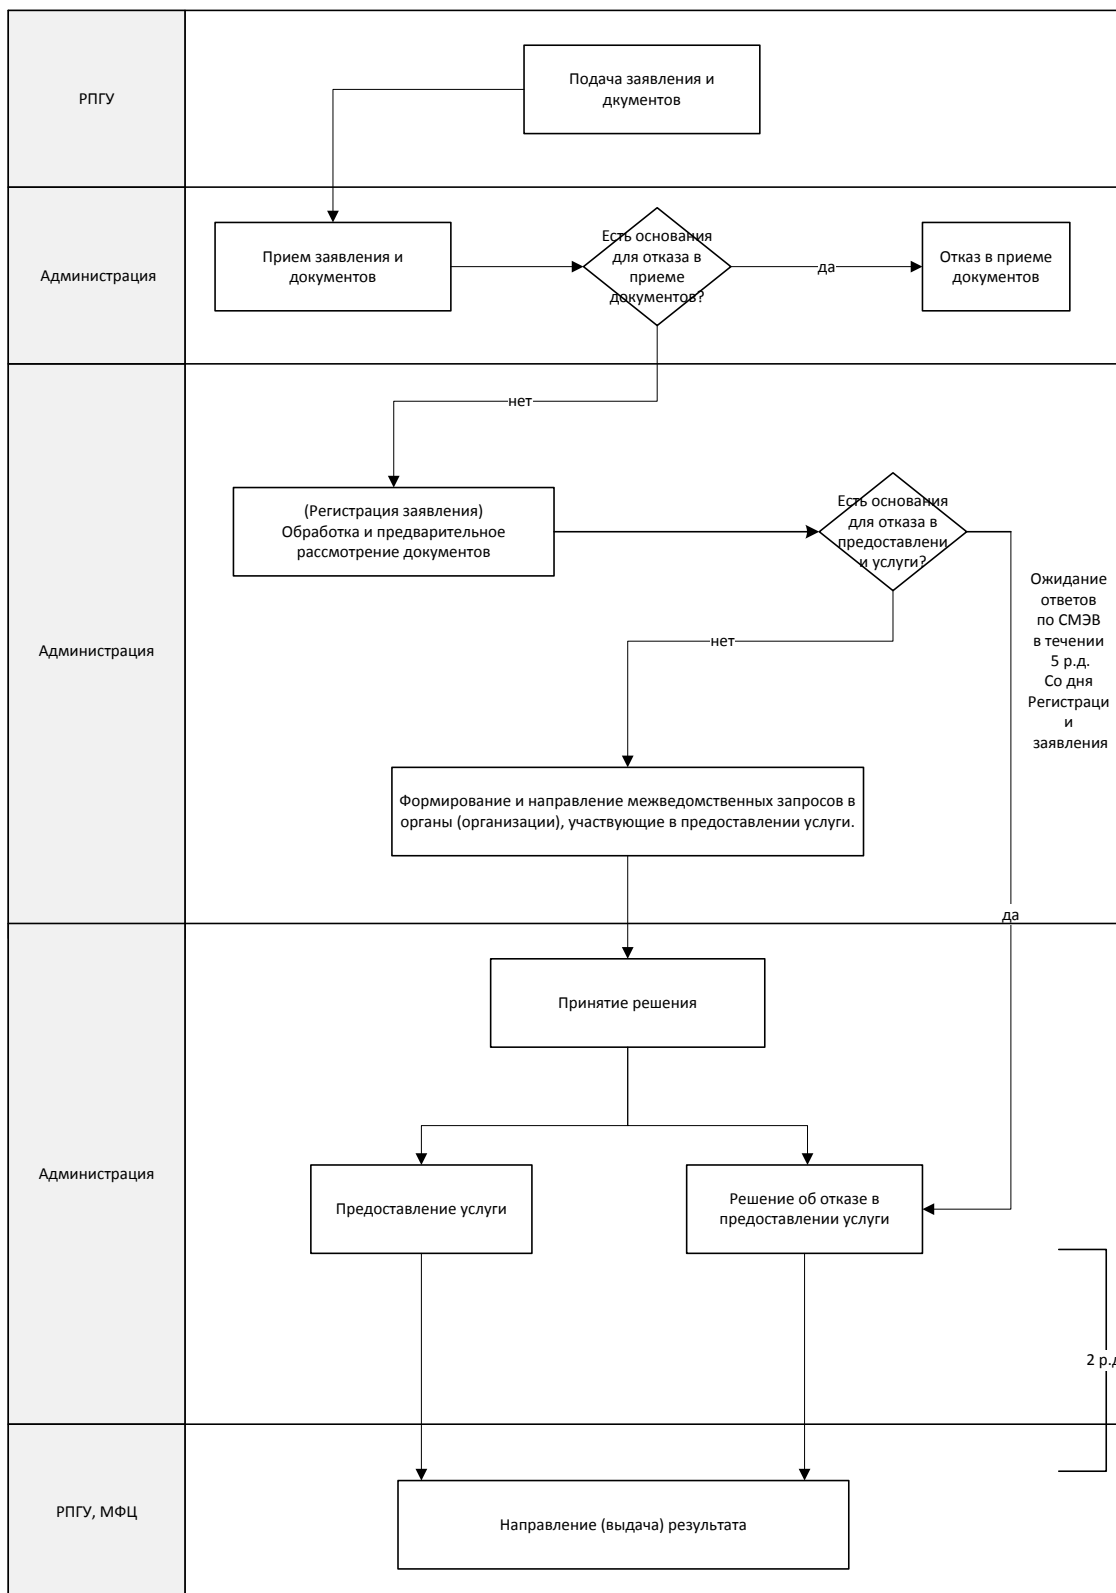 РПГУ
Подача заявления и
дкументов
Администрация
Прием заявления и
документов
Есть основания
для отказа в
приеме
документов?
да
Отказ в приеме
документов
нет
Администрация
(Регистрация заявления)
Обработка и предварительное
рассмотрение документов
Есть основания
для отказа в
предоставлени
и услуги?
Ожидание
ответов
по СМЭВ
в течении
5 р.д.
Со дня
Регистраци
и
заявления
нет
Формирование и направление межведомственных запросов в
органы (организации), участвующие в предоставлении услуги.
да
Администрация
Принятие решения
Предоставление услуги
Решение об отказе в
предоставлении услуги
2 р.д
РПГУ, МФЦ
Направление (выдача) результата